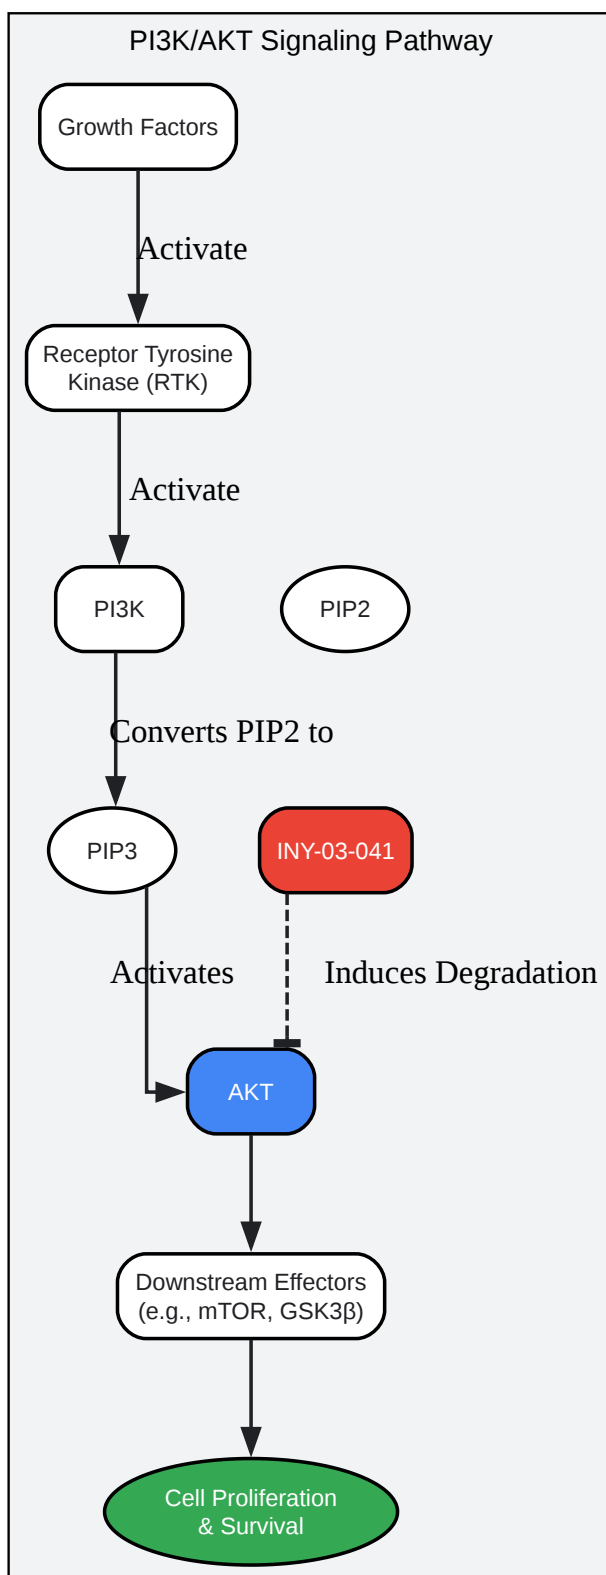 PI3K/AKT Signaling Pathway
Growth Factors
Activate
Receptor Tyrosine
Kinase (RTK)
Activate
PI3K
PIP2
Converts PIP2 to
PIP3
INY-03-041
Activates
Induces Degradation
AKT
Downstream Effectors
(e.g., mTOR, GSK3β)
Cell Proliferation
& Survival